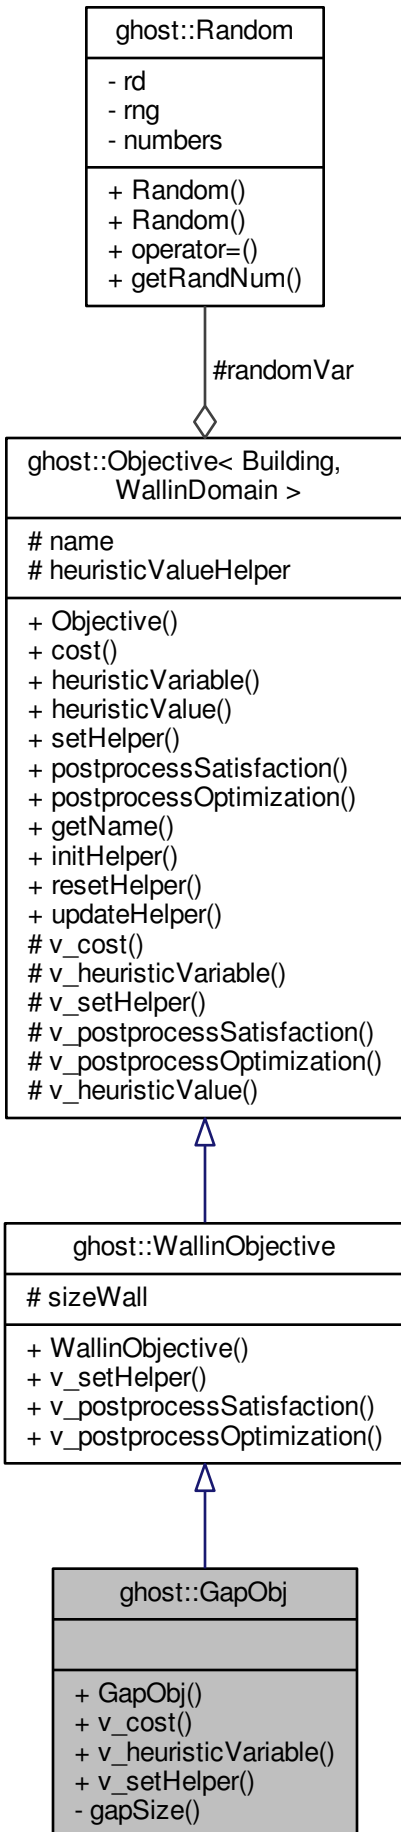 ghost::Random
- rd
- rng
- numbers
+ Random()
+ Random()
+ operator=()
+ getRandNum()
#randomVar
ghost::Objective< Building,
WallinDomain >
# name
# heuristicValueHelper
+ Objective()
+ cost()
+ heuristicVariable()
+ heuristicValue()
+ setHelper()
+ postprocessSatisfaction()
+ postprocessOptimization()
+ getName()
+ initHelper()
+ resetHelper()
+ updateHelper()
# v_cost()
# v_heuristicVariable()
# v_setHelper()
# v_postprocessSatisfaction()
# v_postprocessOptimization()
# v_heuristicValue()
ghost::WallinObjective
# sizeWall
+ WallinObjective()
+ v_setHelper()
+ v_postprocessSatisfaction()
+ v_postprocessOptimization()
ghost::GapObj
+ GapObj()
+ v_cost()
+ v_heuristicVariable()
+ v_setHelper()
- gapSize()